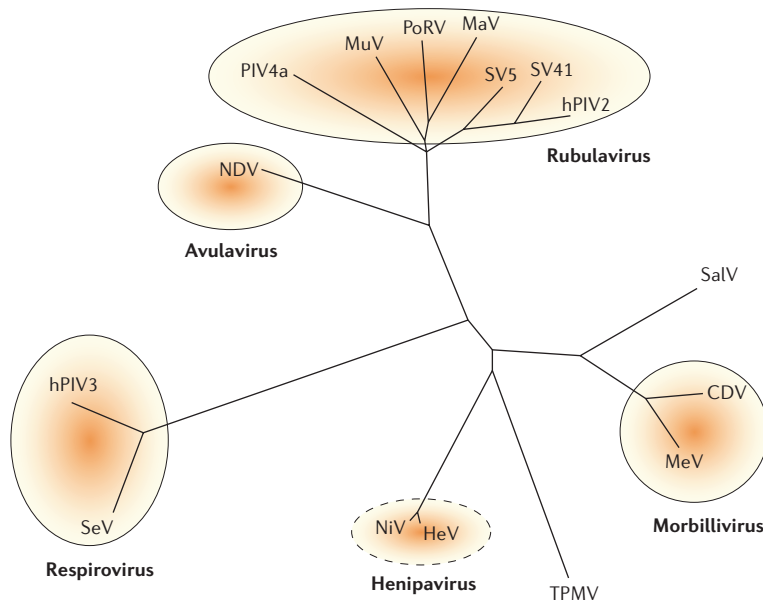 PoRV
MaV
MuV
PIV4a
SV5
SV41
hPIV2
Rubulavirus
NDV
Avulavirus
SalV
hPIV3
CDV
MeV
SeV
NiV
HeV
Morbillivirus
Respirovirus
Henipavirus
TPMV